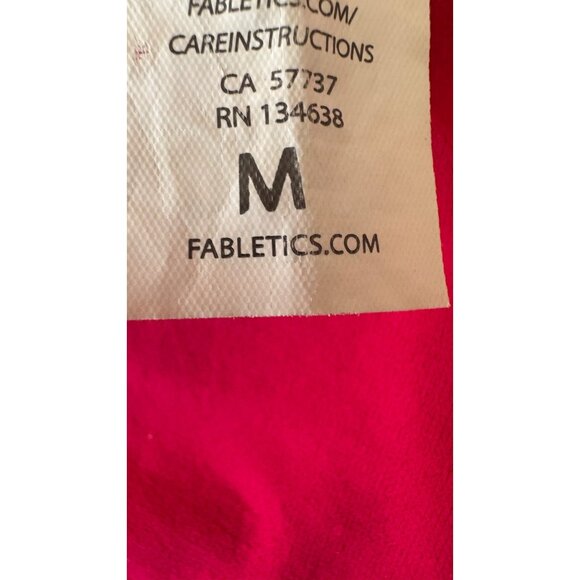 FABLETICS.COM/
CAREINSTRUCTIONS
CA 57737
RN 134638
M
FABLETICS.COM